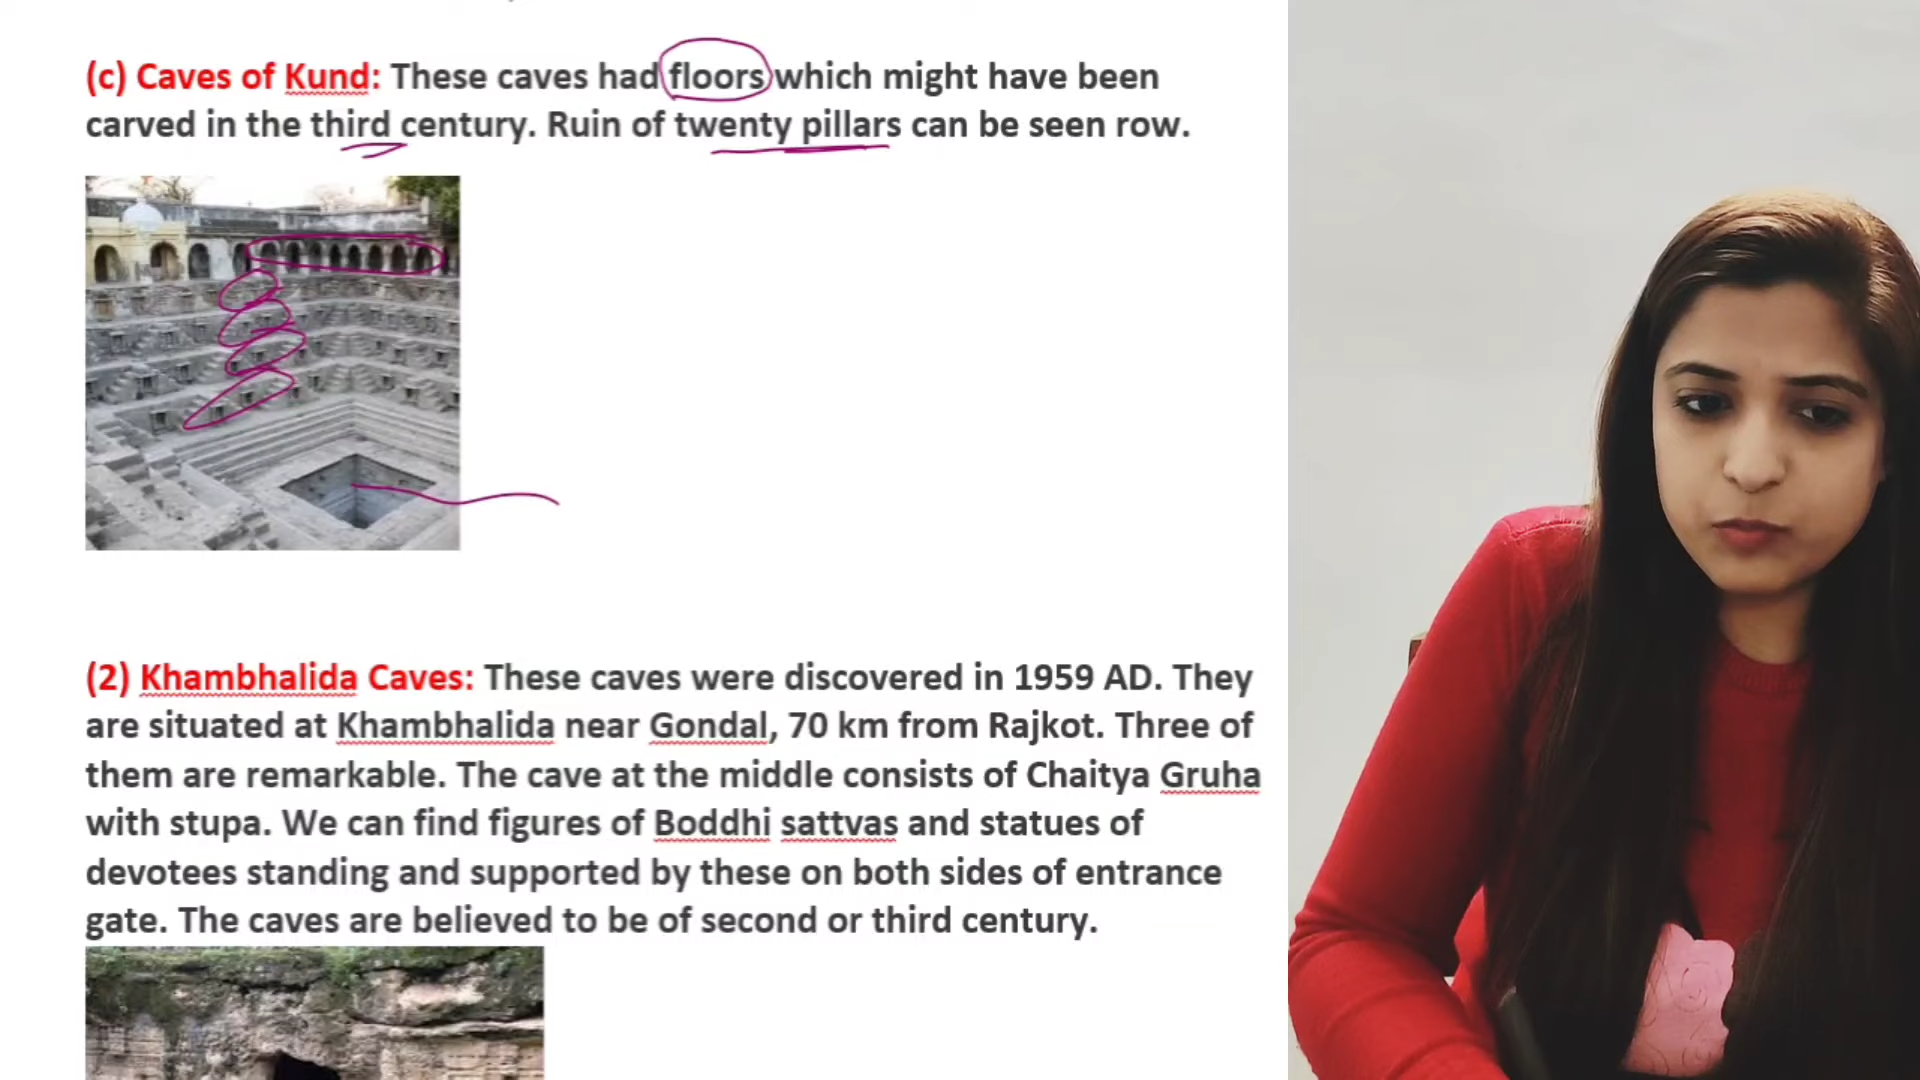 (c) Caves of Kund: These caves had floors which might have been
carved in the third century. Ruin of twenty pillars can be seen row.
(2) Khambhalida Caves: These caves were discovered in 1959 AD. They
are situated at Khambhalida near Gondal, 70 km from Rajkot. Three of
them are remarkable. The cave at the middle consists of Chaitya Gruha
with stupa. We can find figures of Boddhi sattvas and statues of
devotees standing and supported by these on both sides of entrance
gate. The caves are believed to be of second or third century.